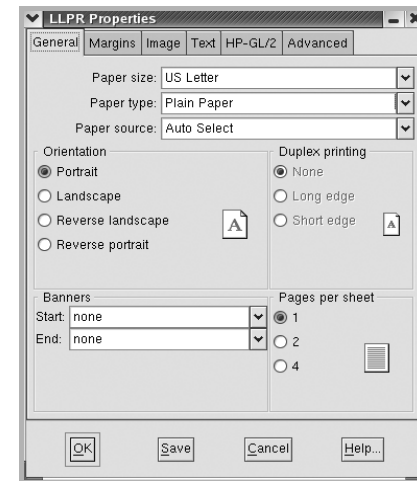 LLPR Properties
General Margins Image Text HP-GL/2 Advanced
Paper size: US Letter
Paper type: Plain Paper
Paper source: Auto Select
Orientation
Portrait
Landscape
Reverse landscape
Reverse portrait
A
Duplex printing
None
Long edge
Short edge
A
Banners
Start: none
End: none
Pages per sheet
1
2
4
OK Save Cancel Help...